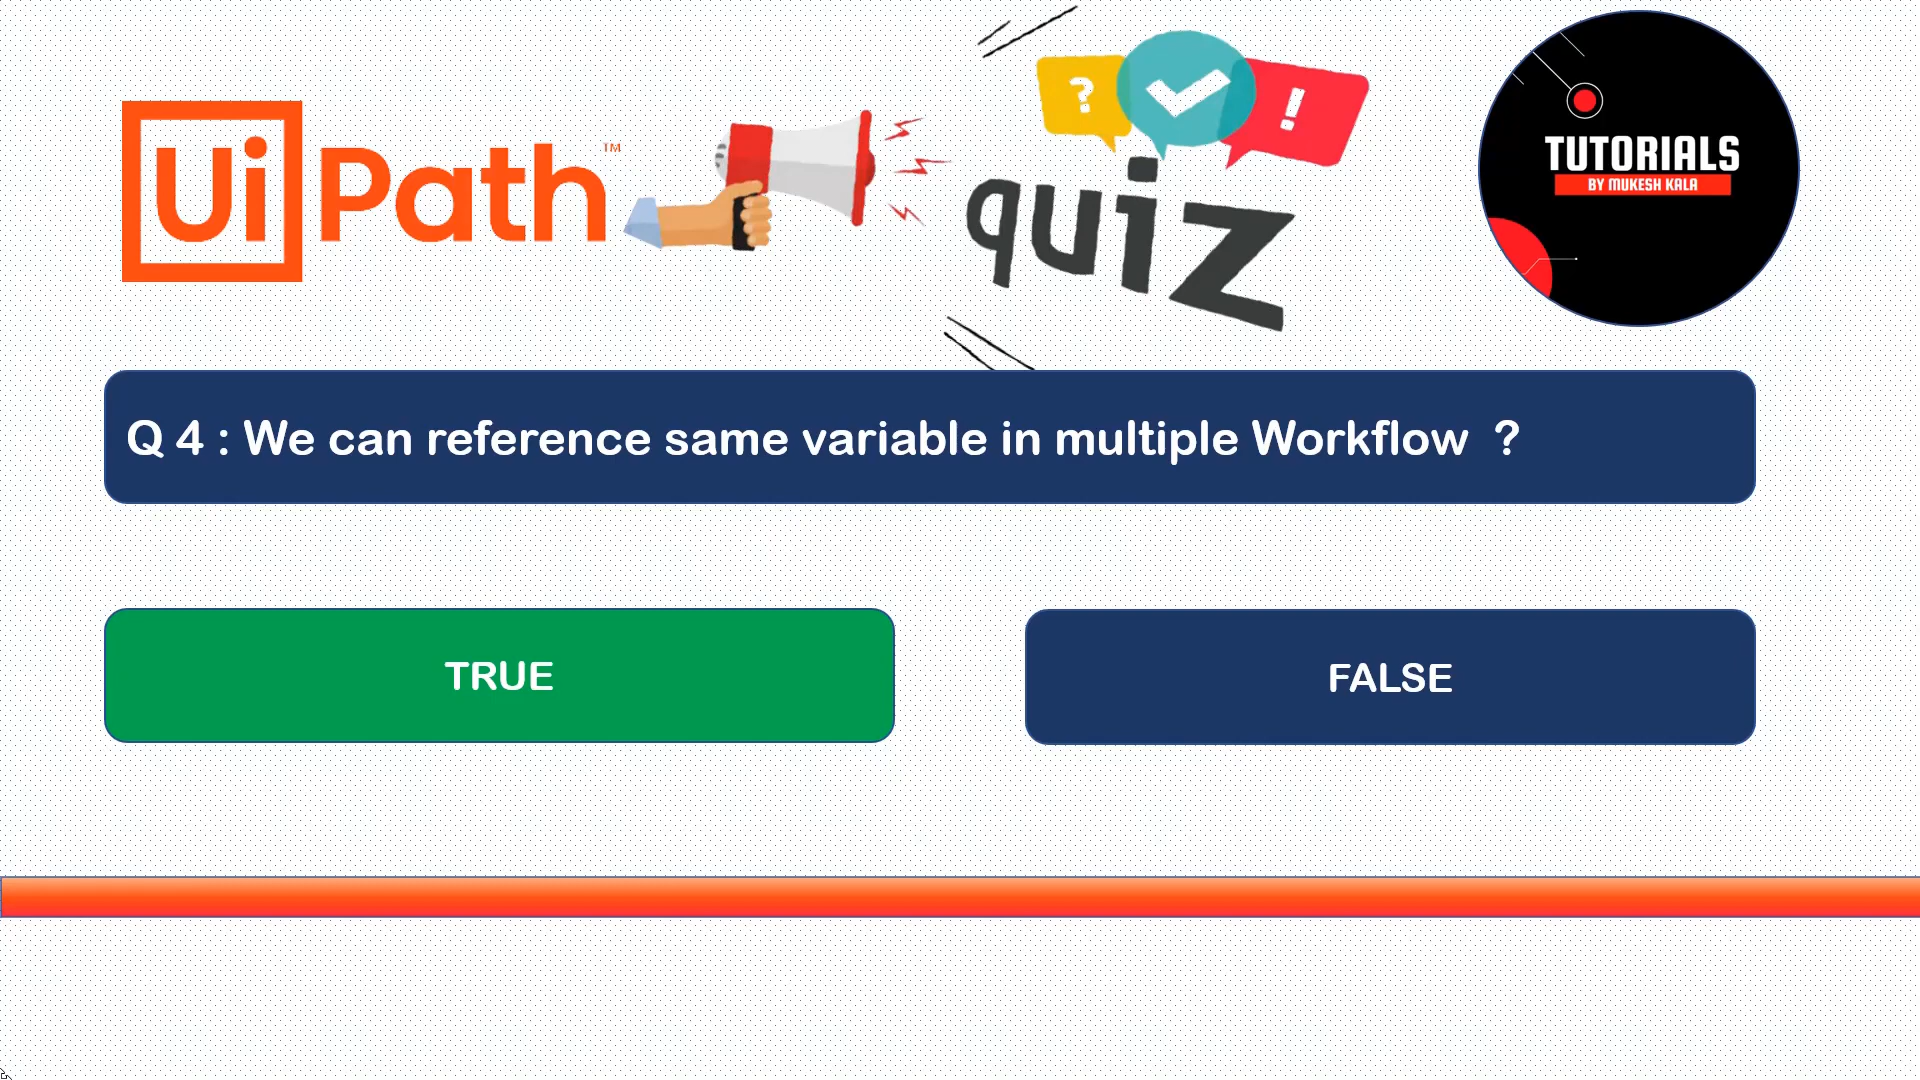 UiPath™
? !
quiz
TUTORIALS
BY MUKESH KALA
Q 4 : We can reference same variable in multiple Workflow ?
TRUE
FALSE